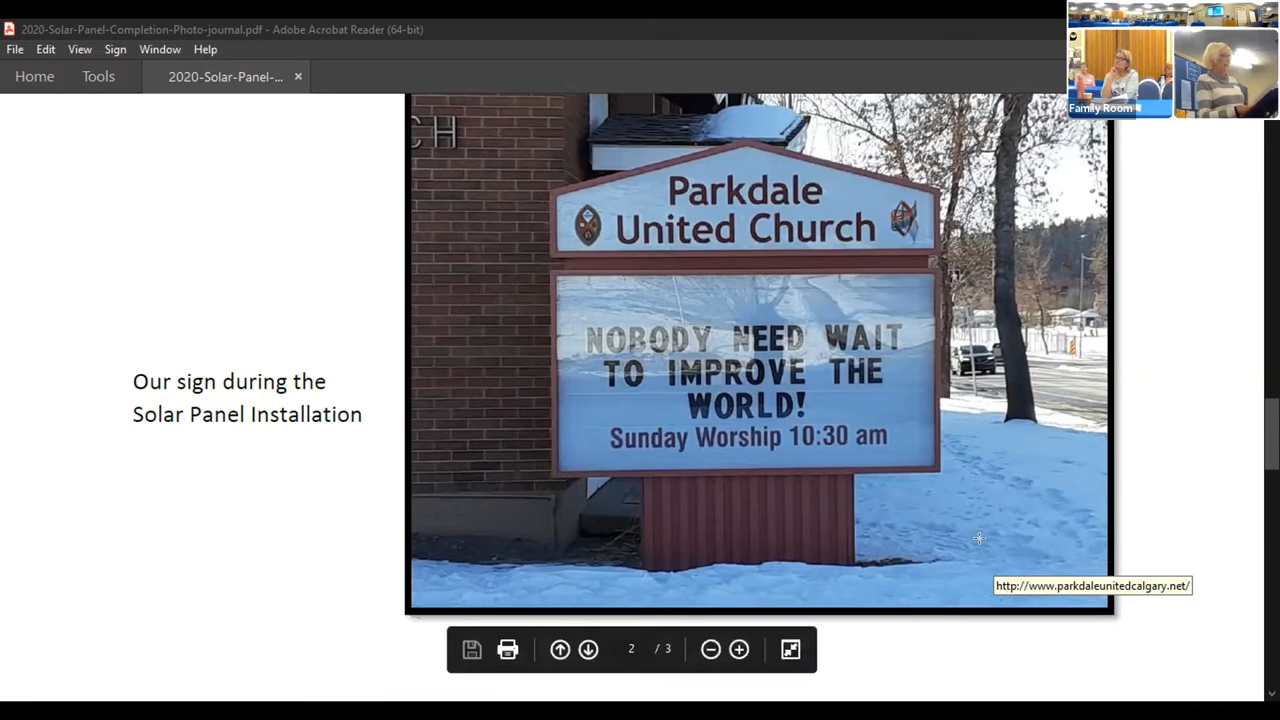 2020-Solar-Panel-Completion-Photo-journal.pdf - Adobe Acrobat Reader (64-bit)
File Edit View Sign Window Help
Home Tools 2020-Solar-Panel-... ×
Family Room
CH
Parkdale
United Church
NOBODY NEED WAIT
TO IMPROVE THE
WORLD!
Sunday Worship 10:30 am
Our sign during the
Solar Panel Installation
http://www.parkdaleunitedcalgary.net/
2 / 3